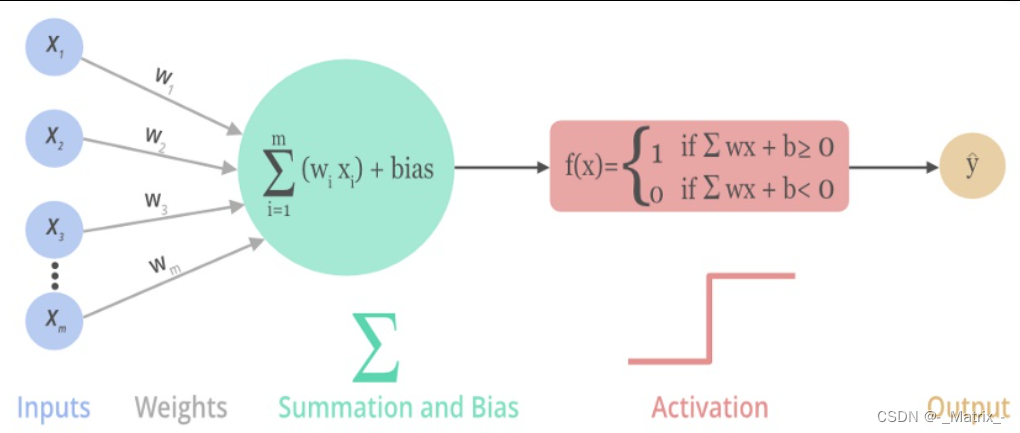 X₁
X₂
X₃
Xₘ
W₁
W₂
W₃
Wₘ
m
∑ (wᵢ xᵢ) + bias
i=1
f(x)={
1 if ∑ wx + b ≥ 0
0 if ∑ wx + b < 0
ŷ
∑
Inputs
Weights
Summation and Bias
Activation
Output
CSDN @-_Matrix_-